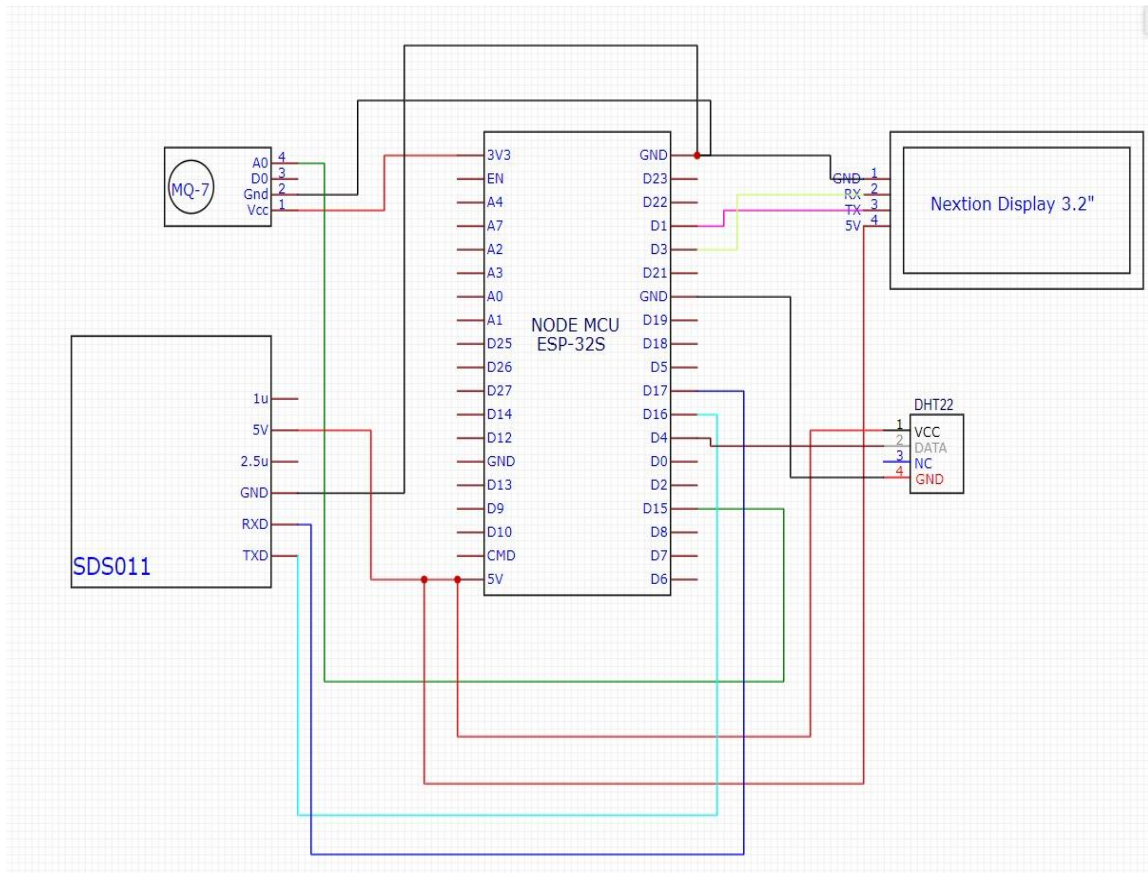 MQ-7
A0 4
D0 3
Gnd 2
Vcc 1
SDS011
1u
5V
2.5u
GND
RXD
TXD
NODE MCU
ESP-32S
3V3
EN
A4
A7
A2
A3
A0
A1
D25
D26
D27
D14
D12
GND
D13
D9
D10
CMD
5V
GND
D23
D22
D1
D3
D21
GND
D19
D18
D5
D17
D16
D4
D0
D2
D15
D8
D7
D6
GND 1
RX 2
TX 3
5V 4
Nextion Display 3.2"
DHT22
1 VCC
2 DATA
3 NC
4 GND